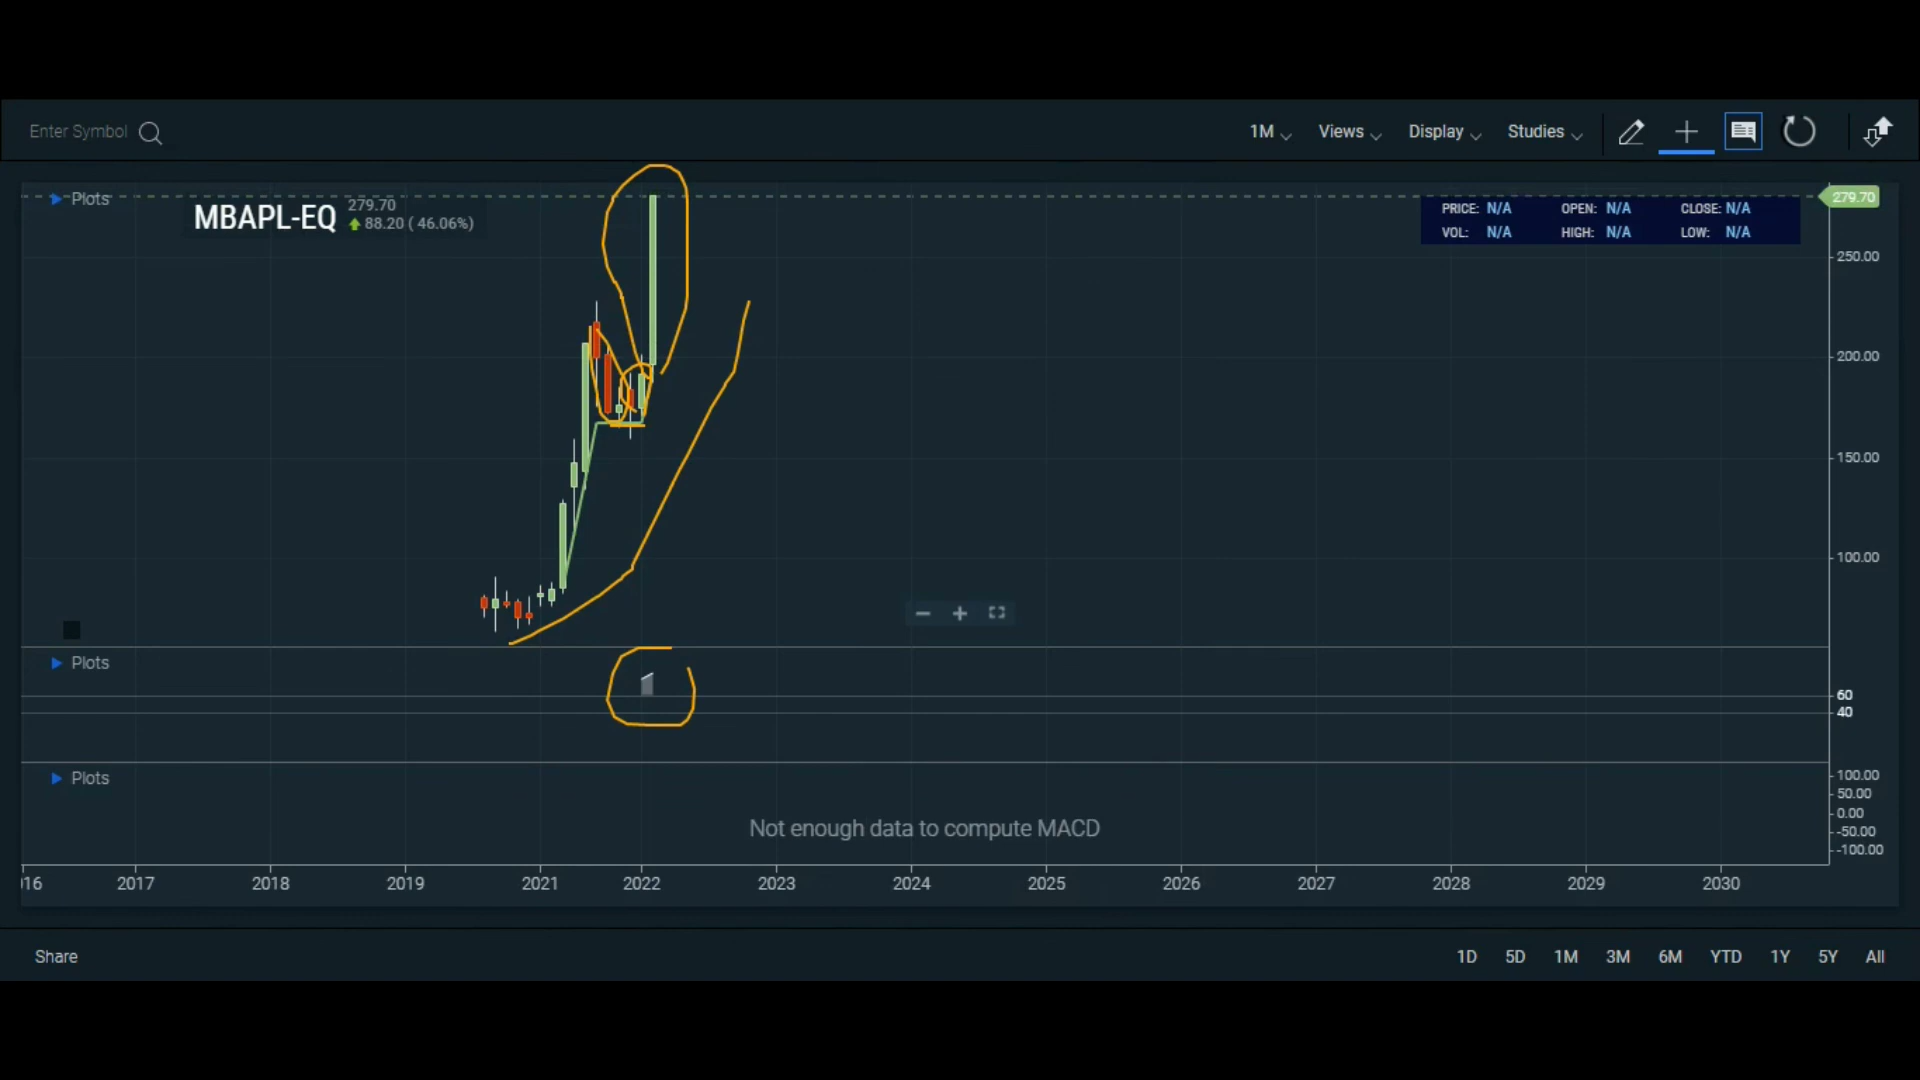 Enter Symbol
1M Views Display Studies
Plots
MBAPL-EQ 279.70
88.20 ( 46.06%)
PRICE: N/A OPEN: N/A CLOSE: N/A
VOL: N/A HIGH: N/A LOW: N/A
279.70
250.00
200.00
150.00
100.00
Plots
60
40
Plots
100.00
50.00
0.00
-50.00
-100.00
Not enough data to compute MACD
16 2017 2018 2019 2021 2022 2023 2024 2025 2026 2027 2028 2029 2030
Share
1D 5D 1M 3M 6M YTD 1Y 5Y All